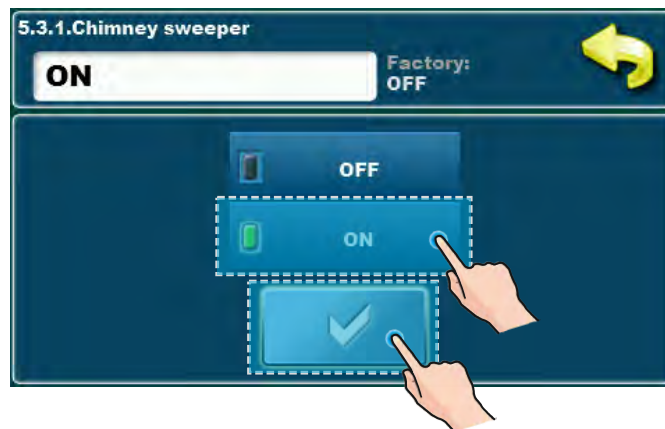 5.3.1.Chimney sweeper
ON
Factory:
OFF
OFF
ON